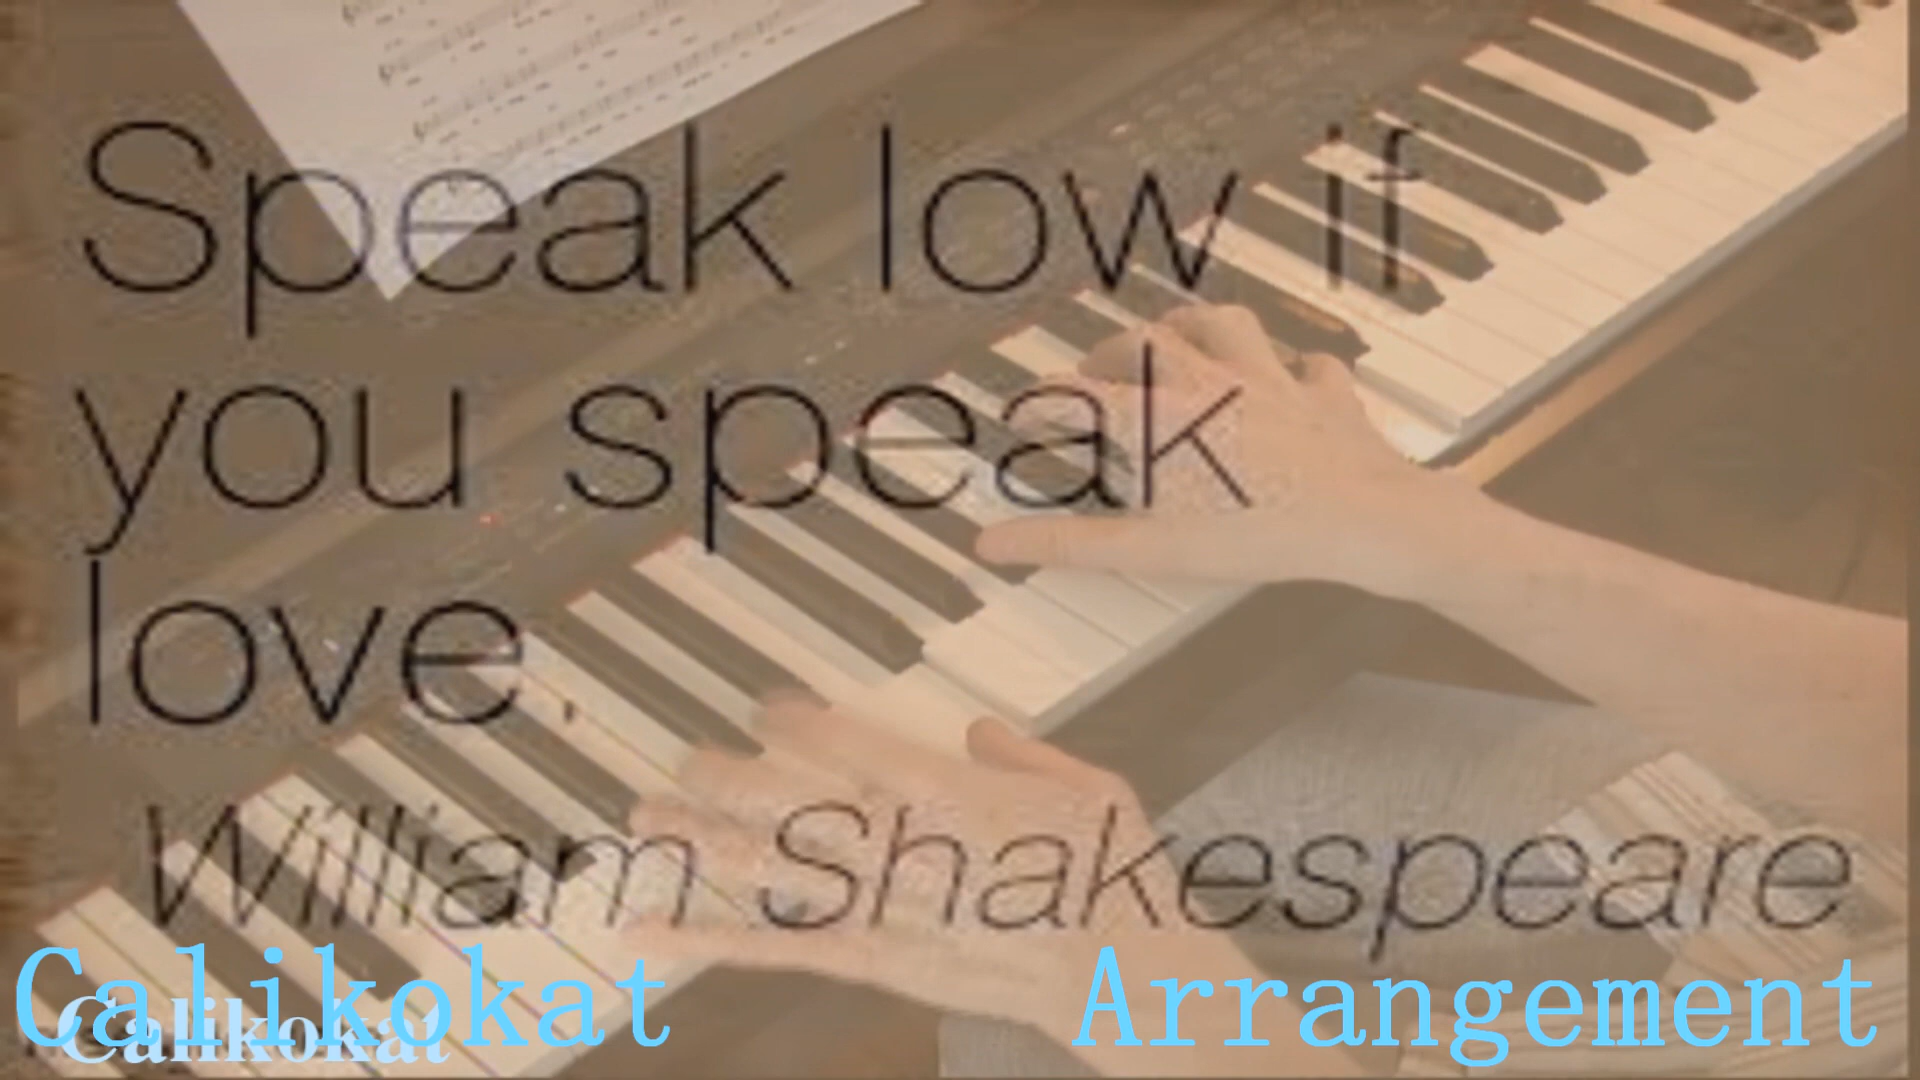 Speak low if
you speak
love.
William Shakespeare
Calikokat Arrangement
Calikokat